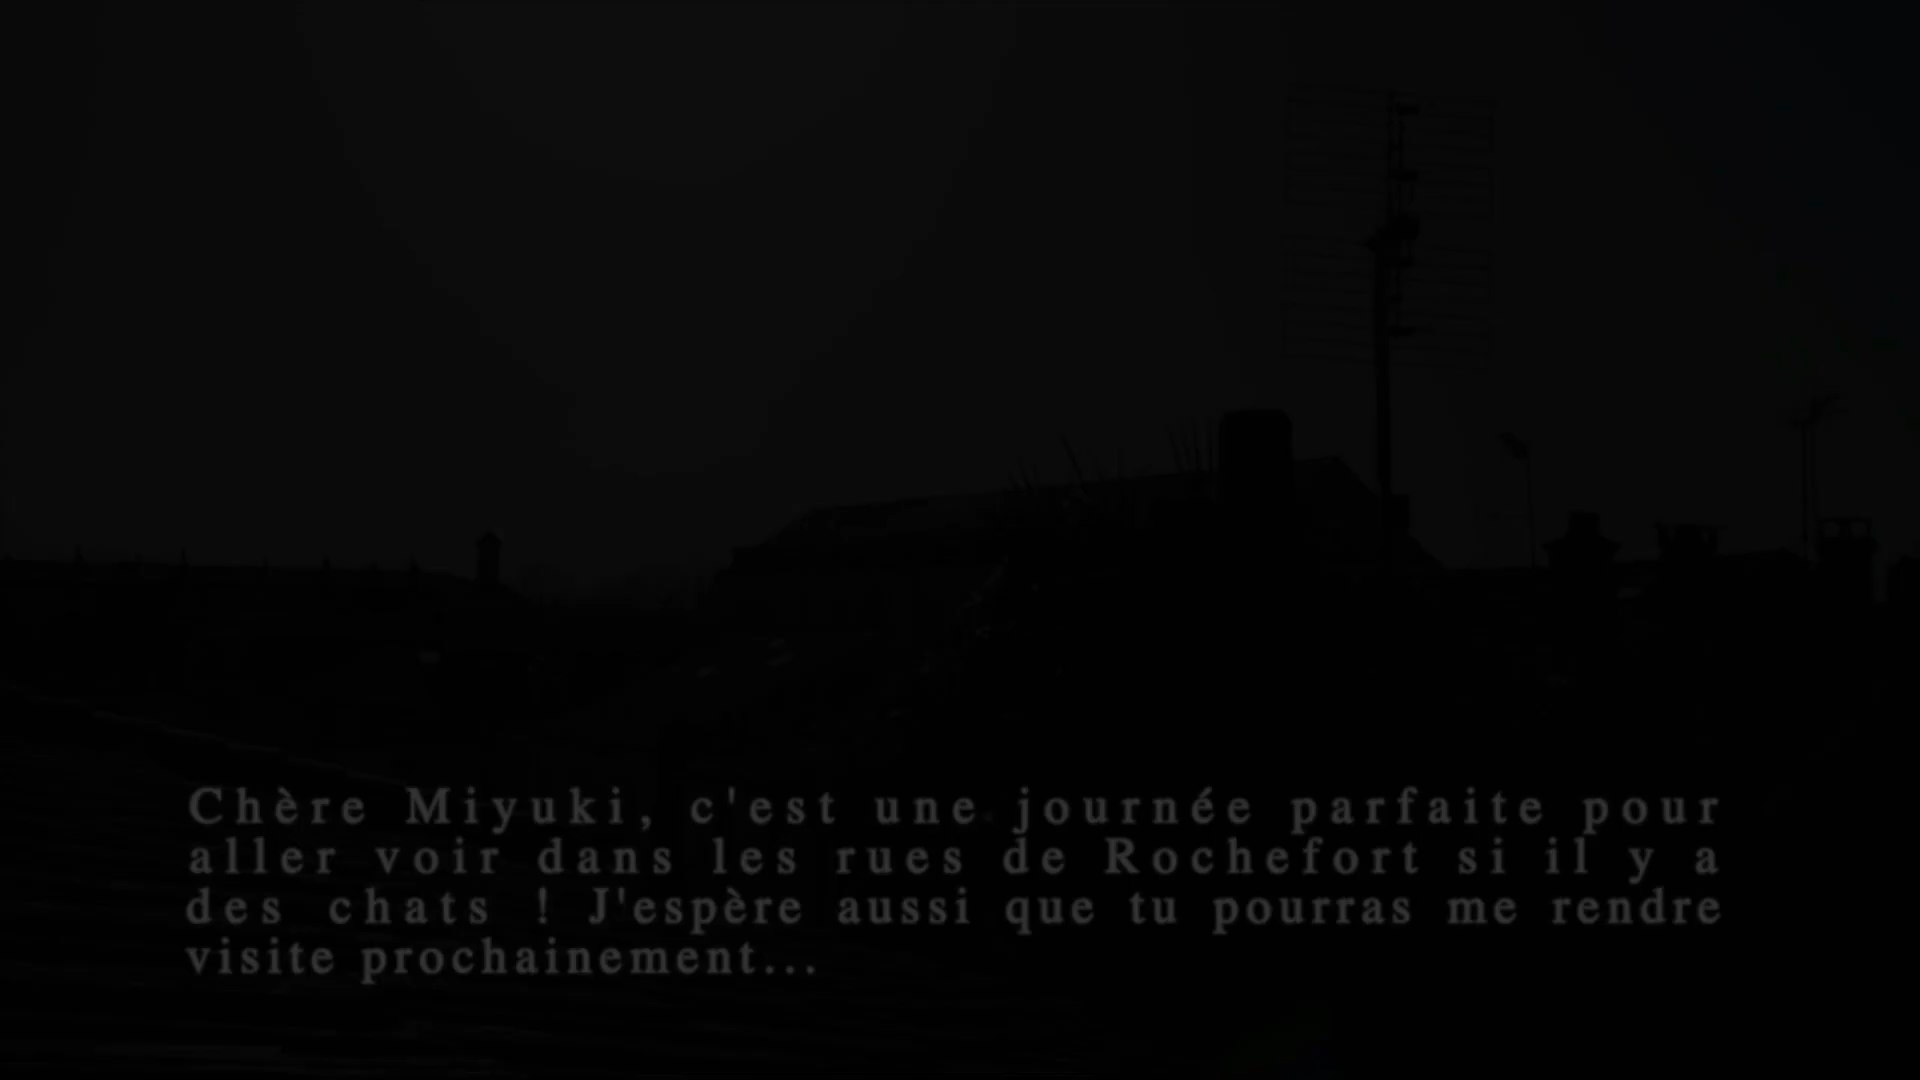 Chère Miyuki, c'est une journée parfaite pour
aller voir dans les rues de Rochefort si il y a
des chats ! J'espère aussi que tu pourras me rendre
visite prochainement...